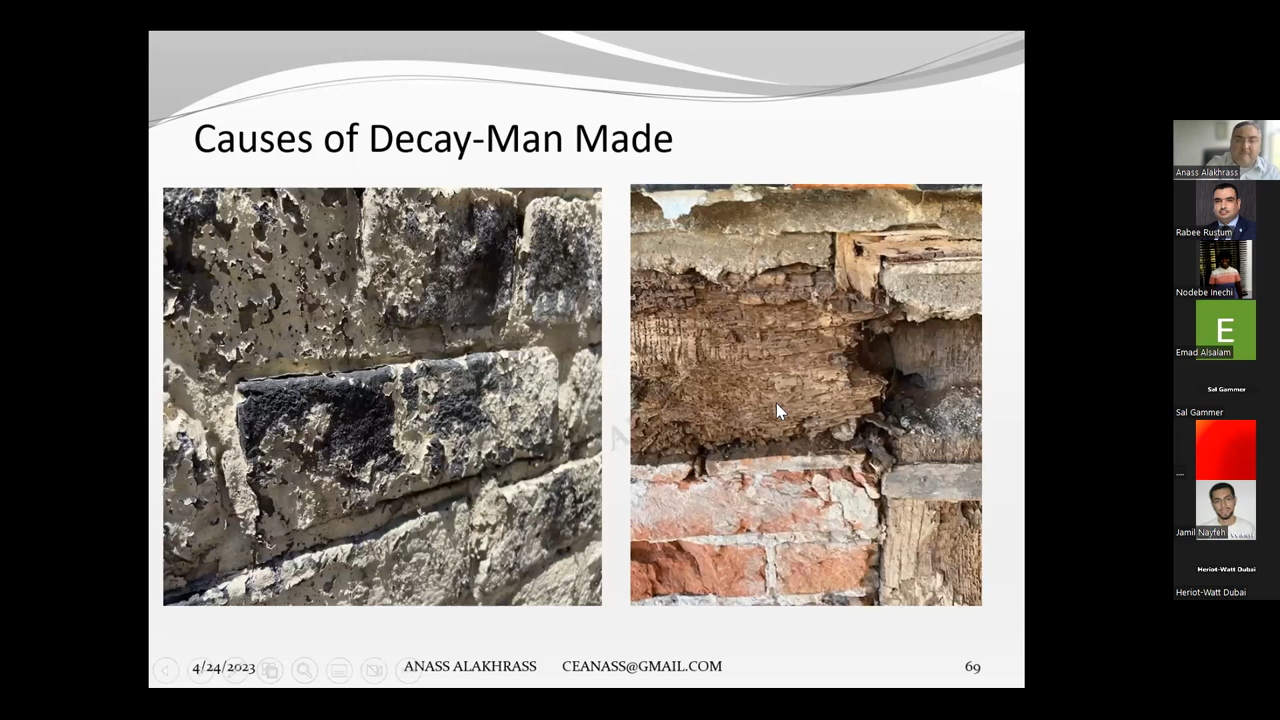 Causes of Decay-Man Made
4/24/2023
ANASS ALAKHRASS
CEANASS@GMAIL.COM
69
Anass Alakhrass
Rabee Rustum
Nodebe Inechi
E
Emad Alsalam
Sal Gammer
Sal Gammer
....
Jamil Nayfeh
Heriot-Watt Dubai
Heriot-Watt Dubai